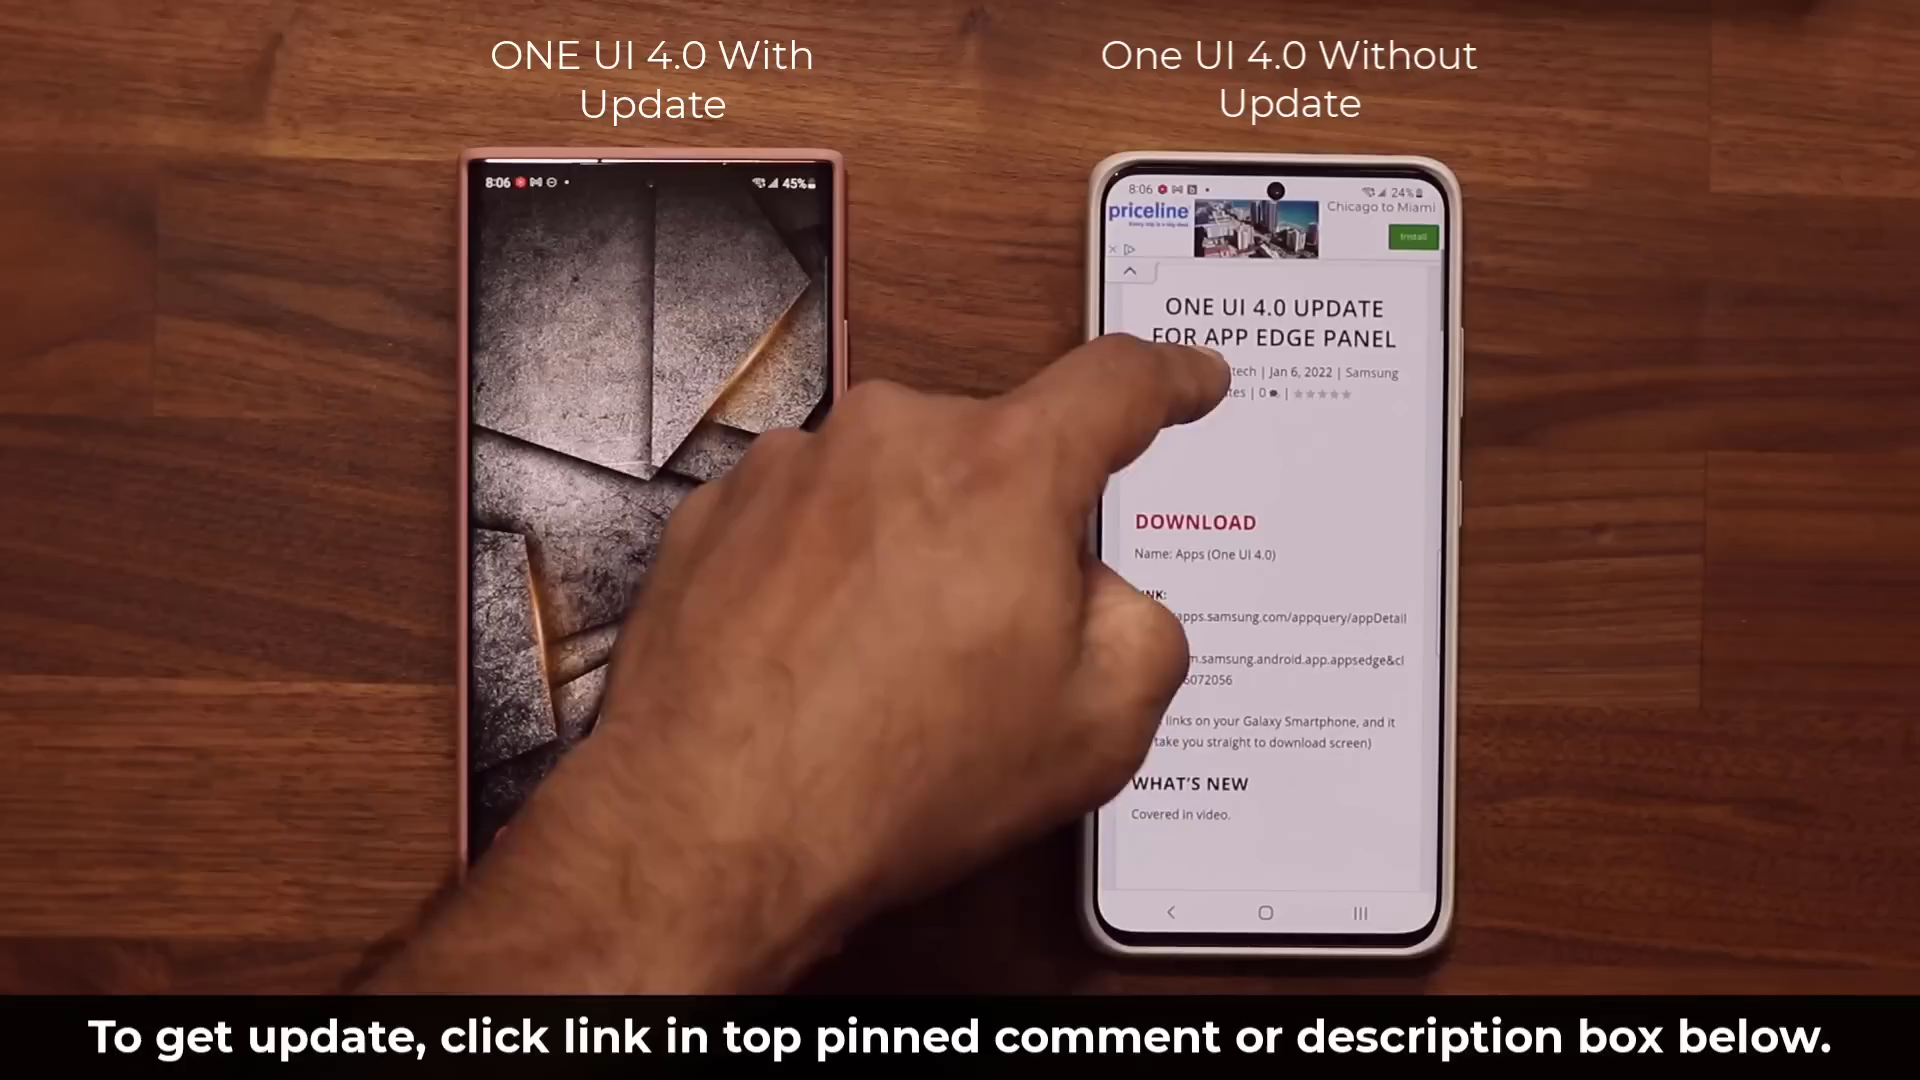 ONE UI 4.0 With
Update
One UI 4.0 Without
Update
8:06
45%
8:06
24%
priceline
Chicago to Miami
Install
ONE UI 4.0 UPDATE
FOR APP EDGE PANEL
tech | Jan 6, 2022 | Samsung
tes | 0 |
DOWNLOAD
Name: Apps (One UI 4.0)
INK:
apps.samsung.com/appquery/appDetail
m.samsung.android.app.appsedge&cl
6072056
links on your Galaxy Smartphone, and it
take you straight to download screen)
WHAT'S NEW
Covered in video.
To get update, click link in top pinned comment or description box below.